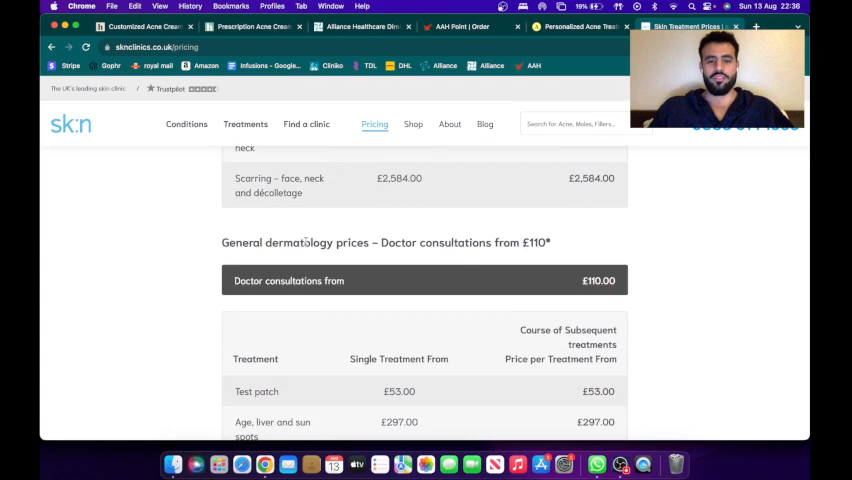 Chrome File Edit View History Bookmarks Profiles Tab Window Help 19% Sun 13 Aug 22:36
Customized Acne Cream Prescription Acne Cream Alliance Healthcare Dire AAH Point | Order Personalized Acne Treat Skin Treatment Prices |
sknclinics.co.uk/pricing
Stripe Gophr royal mail Amazon Infusions - Google... Cliniko TDL DHL Alliance Alliance AAH
The UK's leading skin clinic / Trustpilot
sk:n Conditions Treatments Find a clinic Pricing Shop About Blog Search for Acne, Moles, Fillers...
neck
Scarring - face, neck £2,584.00 £2,584.00
and décolletage
General dermatology prices - Doctor consultations from £110*
Doctor consultations from £110.00
Course of Subsequent
treatments
Treatment Single Treatment From Price per Treatment From
Test patch £53.00 £53.00
Age, liver and sun £297.00 £297.00
spots
AUG
13
tv